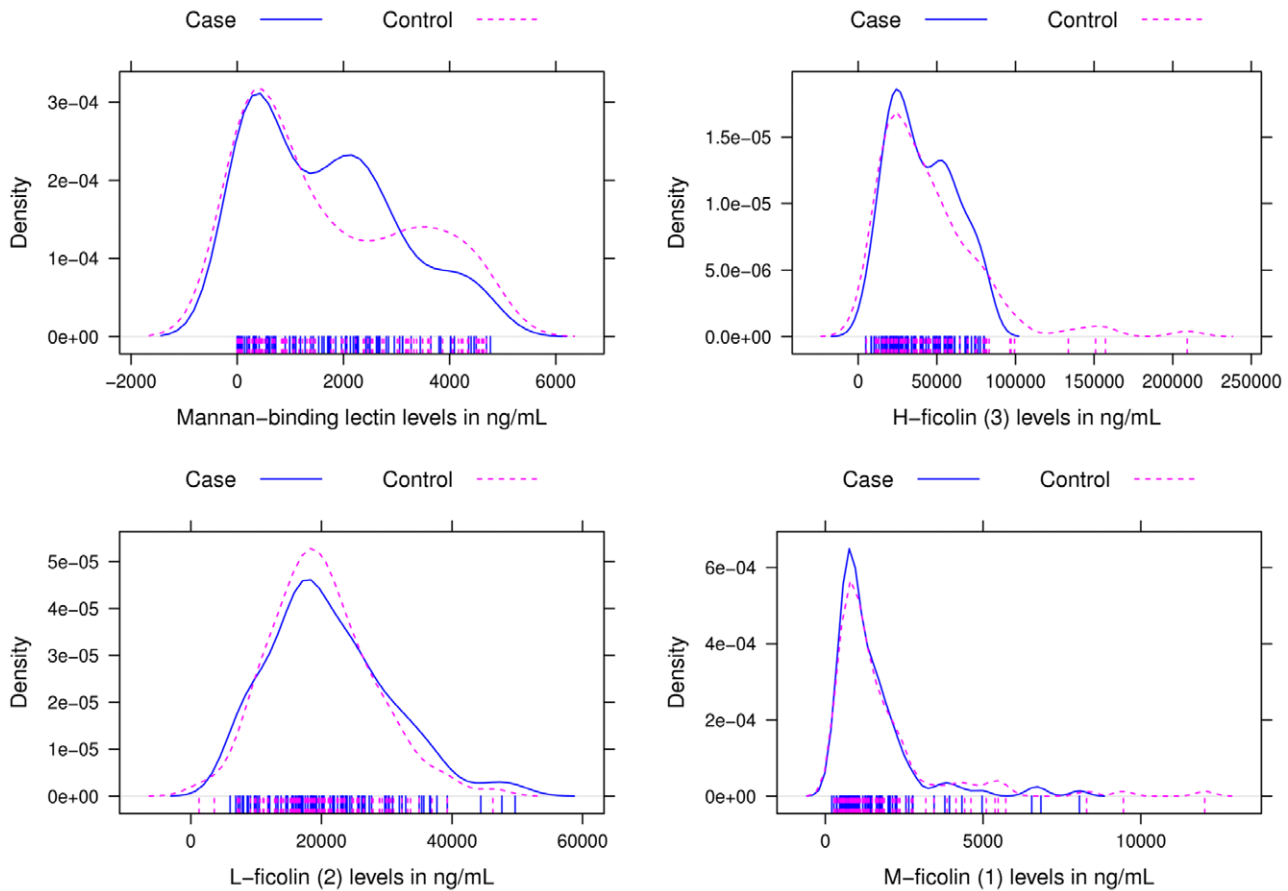 Case Control
Density
3e−04
2e−04
1e−04
0e+00
−2000 0 2000 4000 6000
Mannan−binding lectin levels in ng/mL
Case Control
Density
1.5e−05
1.0e−05
5.0e−06
0.0e+00
0 50000 100000 150000 200000 250000
H−ficolin (3) levels in ng/mL
Case Control
Density
5e−05
4e−05
3e−05
2e−05
1e−05
0e+00
0 20000 40000 60000
L−ficolin (2) levels in ng/mL
Case Control
Density
6e−04
4e−04
2e−04
0e+00
0 5000 10000
M−ficolin (1) levels in ng/mL